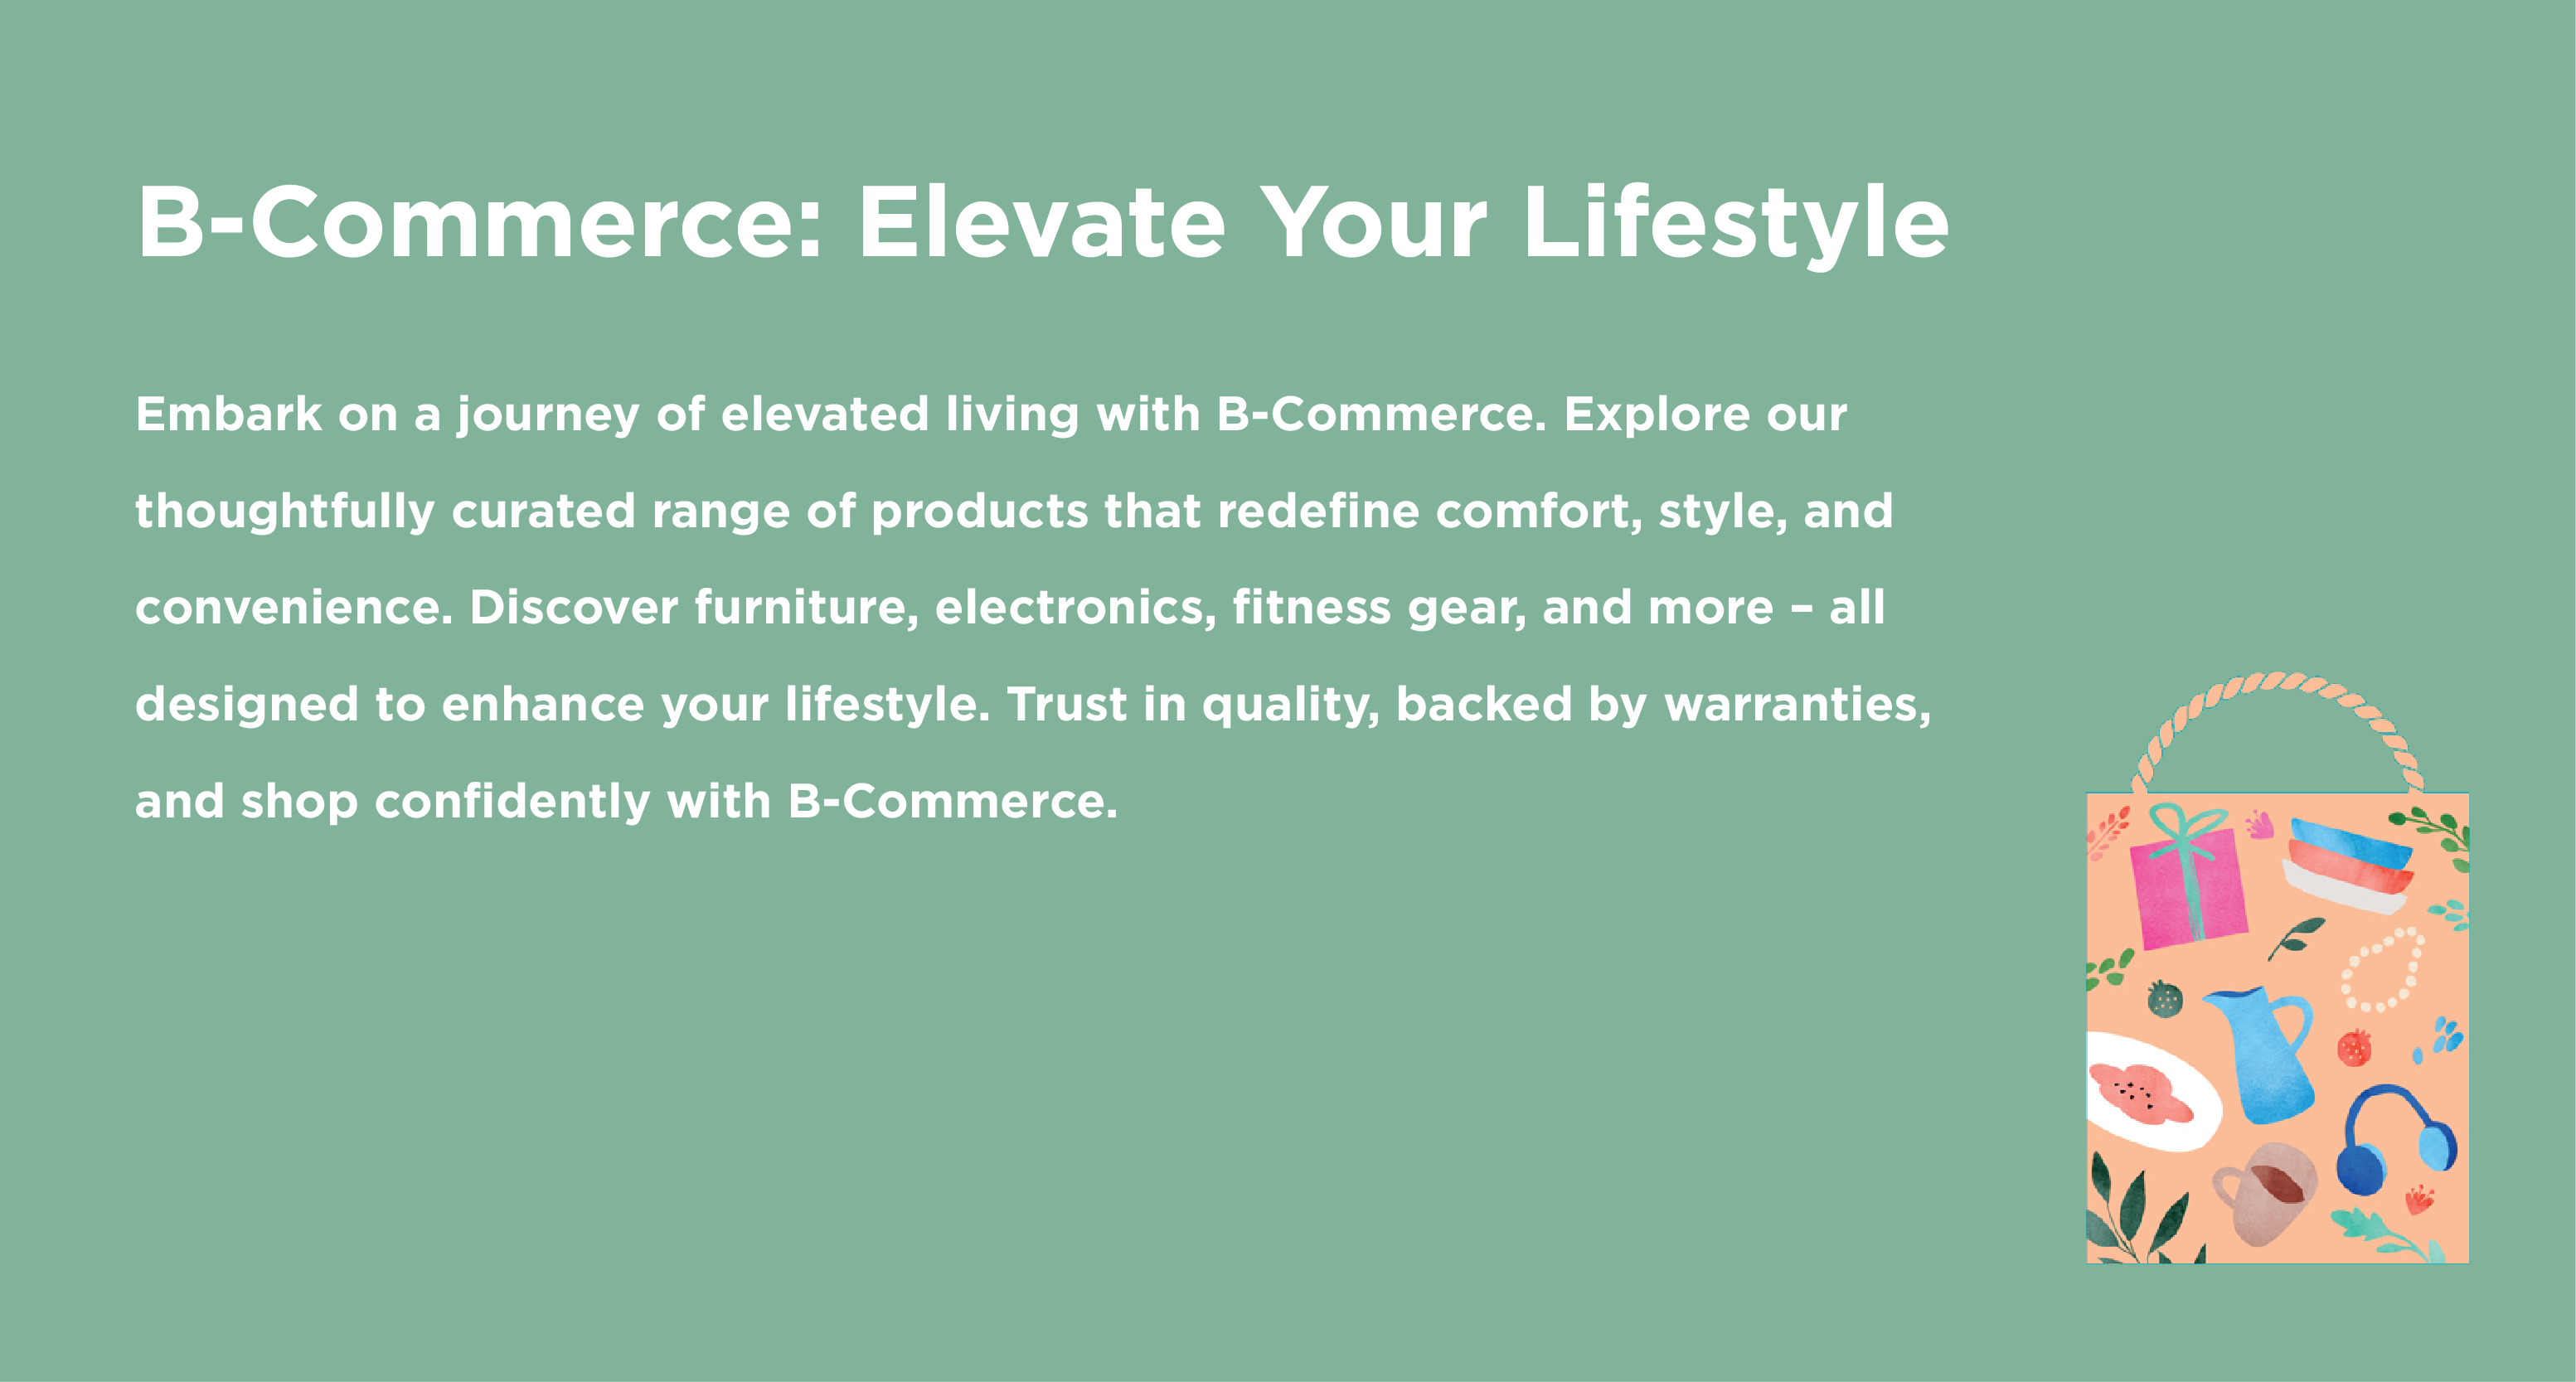 B-Commerce: Elevate Your Lifestyle
Embark on a journey of elevated living with B-Commerce. Explore our
thoughtfully curated range of products that redefine comfort, style, and
convenience. Discover furniture, electronics, fitness gear, and more – all
designed to enhance your lifestyle. Trust in quality, backed by warranties,
and shop confidently with B-Commerce.